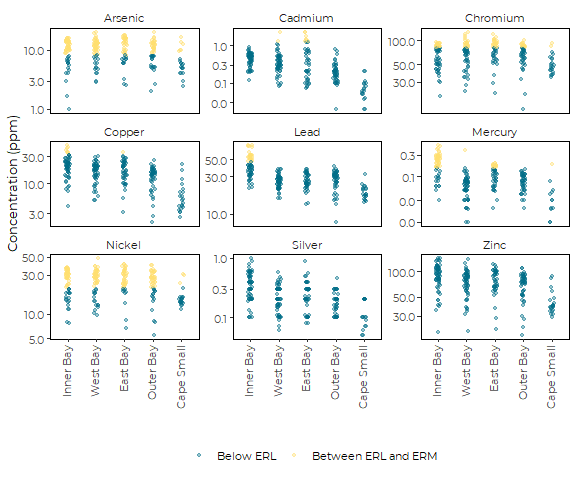 Arsenic Cadmium Chromium
10.0 1.0 100.0
3.0 0.3 50.0
1.0 0.1 30.0
0.0
Copper Lead Mercury
30.0 50.0 0.3
10.0 30.0 0.1
3.0 10.0 0.0
0.0
Concentration (ppm)
Nickel Silver Zinc
50.0 1.0 100.0
30.0 0.3 50.0
10.0 0.1 30.0
5.0
Inner Bay West Bay East Bay Outer Bay Cape Small Inner Bay West Bay East Bay Outer Bay Cape Small Inner Bay West Bay East Bay Outer Bay Cape Small
Below ERL Between ERL and ERM